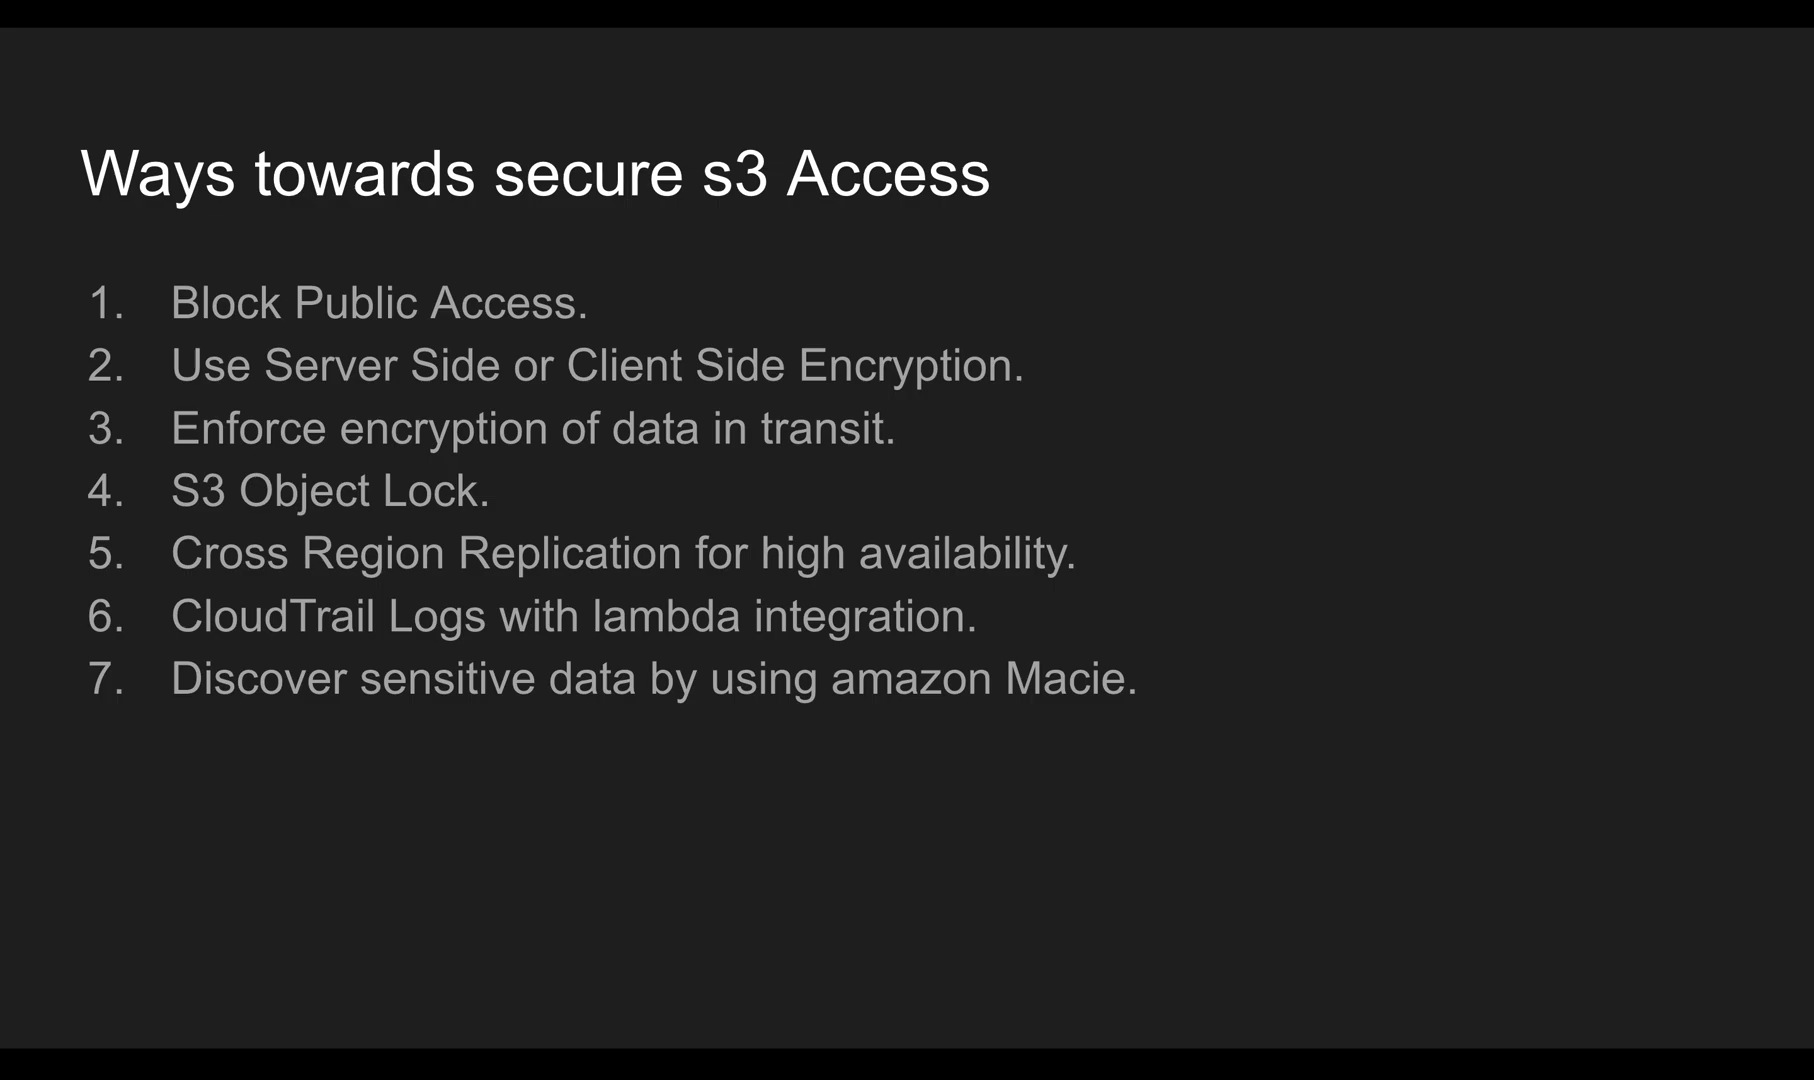 Ways towards secure s3 Access
1. Block Public Access.
2. Use Server Side or Client Side Encryption.
3. Enforce encryption of data in transit.
4. S3 Object Lock.
5. Cross Region Replication for high availability.
6. CloudTrail Logs with lambda integration.
7. Discover sensitive data by using amazon Macie.